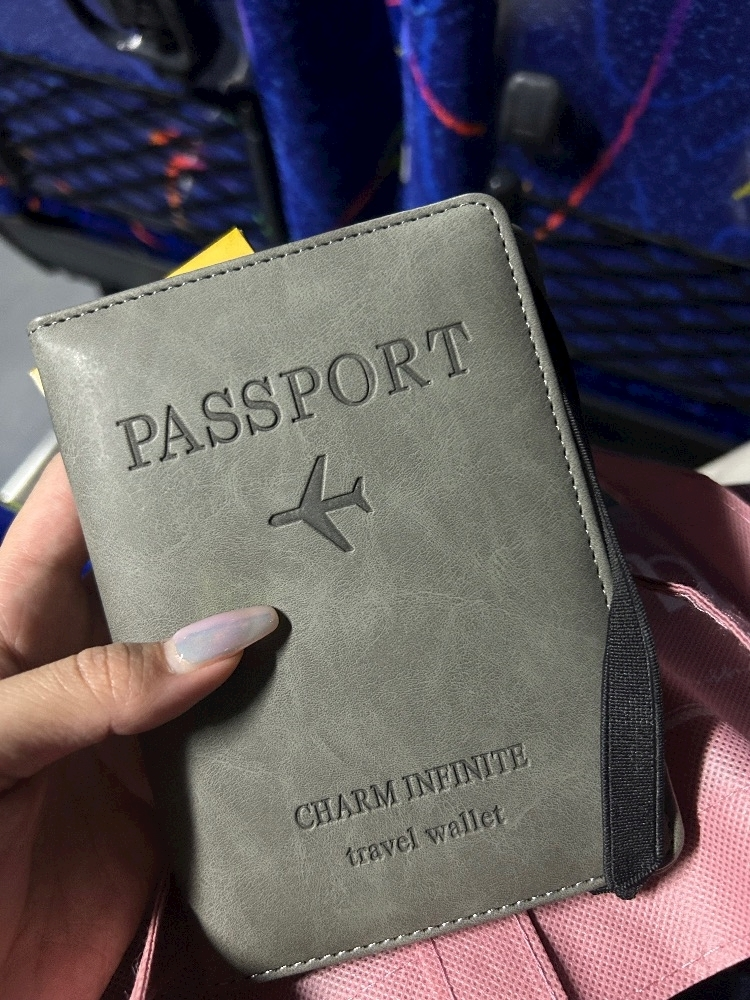 PASSPORT
CHARM INFINITE
travel wallet